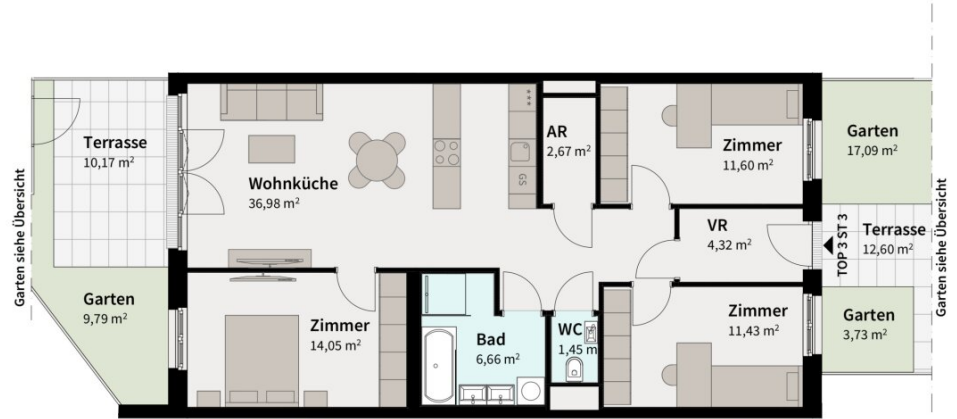 Garten siehe Übersicht
Terrasse
10,17 m²
Garten
9,79 m²
Wohnküche
36,98 m²
GS
AR
2,67 m²
Zimmer
11,60 m²
Garten
17,09 m²
VR
4,32 m²
TOP 3 ST 3
Terrasse
12,60 m²
Garten siehe Übersicht
Zimmer
14,05 m²
Bad
6,66 m²
WC
1,45 m
Zimmer
11,43 m²
Garten
3,73 m²